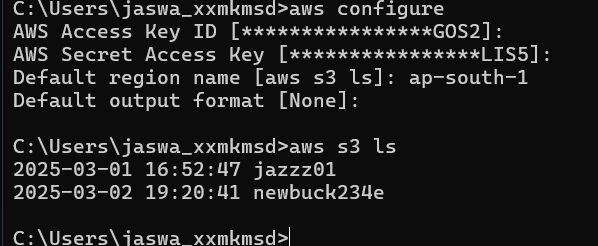 C:\Users\jaswa_xxmkmsd>aws configure
AWS Access Key ID [****************GOS2]:
AWS Secret Access Key [****************LIS5]:
Default region name [aws s3 ls]: ap-south-1
Default output format [None]:
C:\Users\jaswa_xxmkmsd>aws s3 ls
2025-03-01 16:52:47 jazzz01
2025-03-02 19:20:41 newbuck234e
C:\Users\jaswa_xxmkmsd>